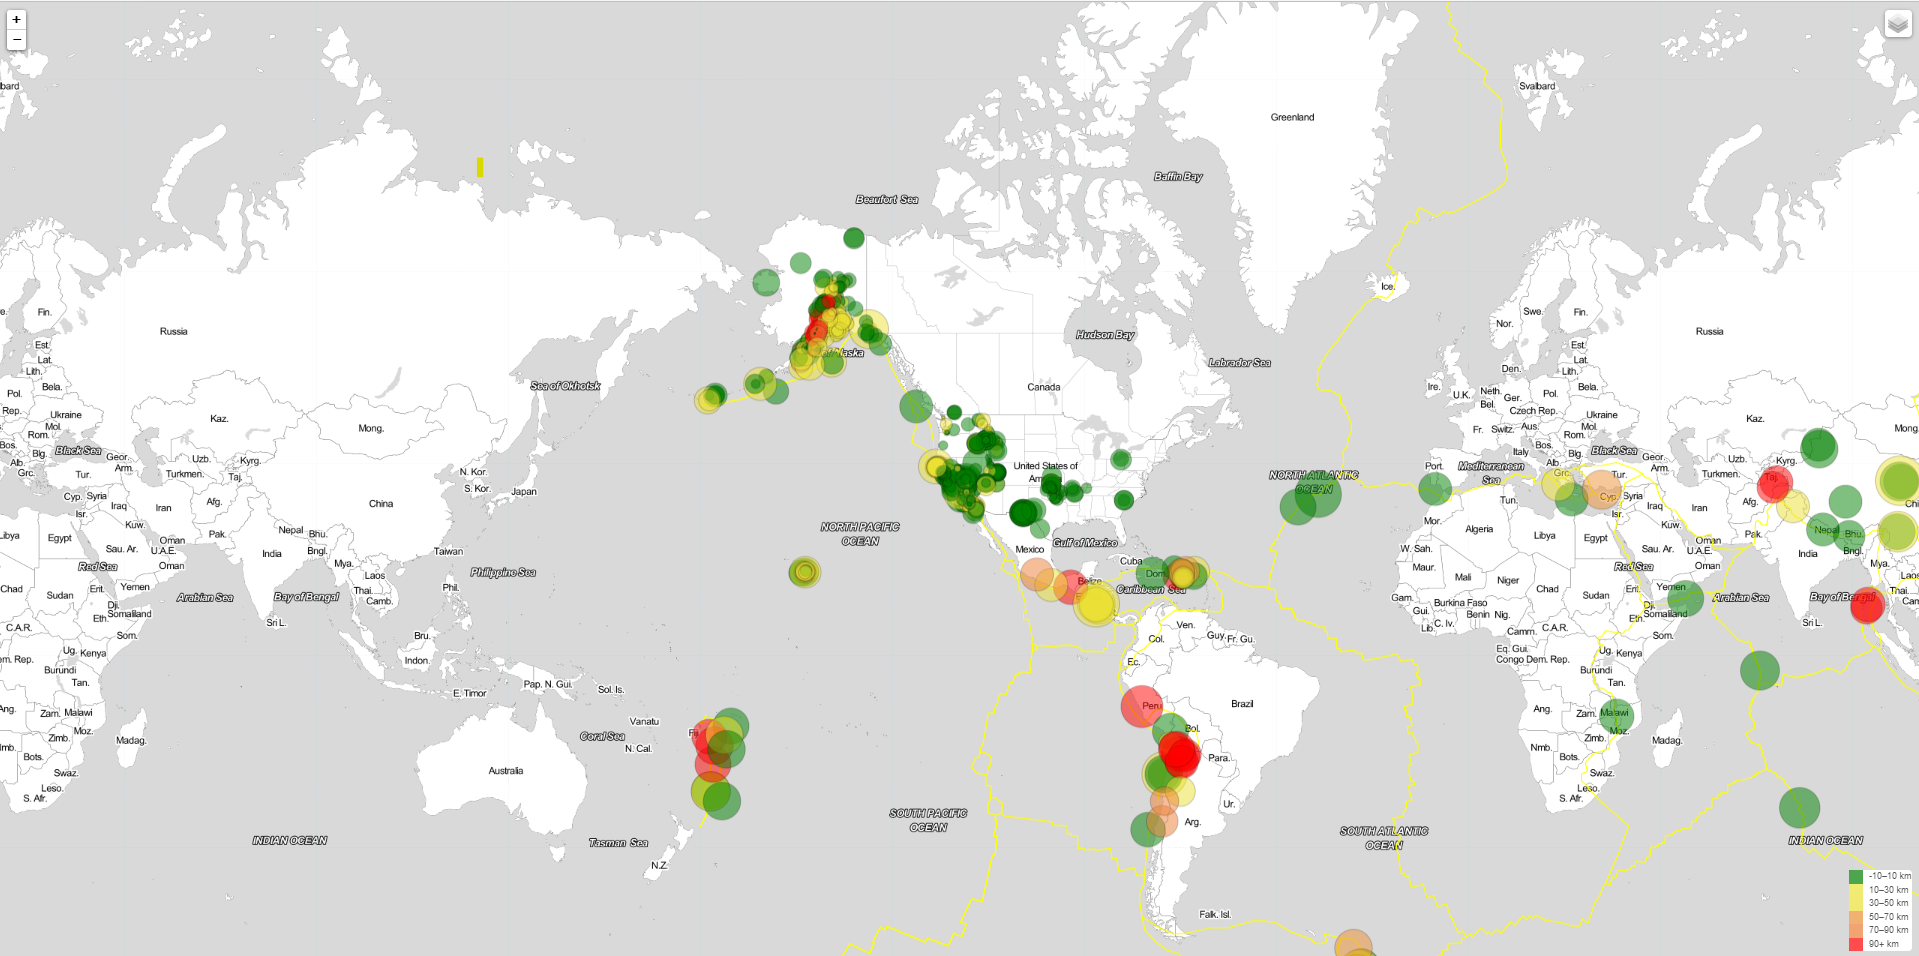 +
−
bard
Svalbard
Greenland
Baffin Bay
Beaufort Sea
Ice.
e.
Fin.
Russia
Swe.
Fin.
Nor.
Russia
Hudson Bay
Est.
Lat.
Lith.
Labrador Sea
Est.
Lat.
Lith.
Den.
Canada
Sea of Okhotsk
Pol.
Bela.
Rep.
Ukraine
Mol.
Rom.
Bos.
Blg.
Alb.
Grc.
Black Sea
Kaz.
Mong.
Ire.
U.K.
Neth.
Bel.
Ger.
Pol.
Bela.
Czech Rep.
Ukraine
Fr.
Switz.
Aus.
Mol.
Rom.
Bos.
Blg.
Alb.
Grc.
Black Sea
Kaz.
Mong.
Geor.
Arm.
Tur.
Uzb.
Kyrg.
Turkmen.
Taj.
N. Kor.
S. Kor.
Japan
United States of
Port.
Italy
Mediterranean
Sea
Tur.
Geor.
Arm.
Uzb.
Kyrg.
Turkmen.
Taj.
NORTH ATLANTIC
OCEAN
Cyp.
Syria
Isr.
Iraq
Iran
Afg.
China
Kuw.
Pak.
Nepal
Bhu.
Bngl.
Tun.
Cyp.
Syria
Isr.
Iraq
Iran
Afg.
Chi
NORTH PACIFIC
OCEAN
Mexico
Gulf of Mexico
Mor.
Algeria
Libya
Egypt
Kuw.
Pak.
Nepal
Bhu.
Bngl.
ibya
Egypt
Sau. Ar.
Oman
U.A.E.
Oman
India
Mya.
Laos
Taiwan
Cuba
Dom.
Belize
Caribbean Sea
W. Sah.
Maur.
Mali
Niger
Chad
Sau. Ar.
Oman
U.A.E.
Oman
India
Mya.
Laos
Red Sea
Philippine Sea
Red Sea
Chad
Sudan
Erit.
Yemen
Arabian Sea
Bay of Bengal
Thai.
Camb.
Phil.
Gam.
Gui.
Lib.
C. Iv.
Burkina Faso
Benin
Nig.
Sudan
Erit.
Yemen
Arabian Sea
Bay of Bengal
Thai.
Cam
Dji.
Somaliland
Eth.
Som.
Sri L.
Dji.
Somaliland
Eth.
Som.
Sri L.
C.A.R.
Camm.
C.A.R.
Ven.
Guy.
Fr. Gu.
Col.
Ec.
Bru.
Indon.
em. Rep.
Ug.
Kenya
Burundi
Tan.
Eq. Gui.
Congo
Dem. Rep.
Ug.
Kenya
Burundi
Tan.
Pap. N. Gui.
Sol. Is.
E. Timor
Peru
Brazil
Ang.
Zam.
Malawi
Moz.
Zimb.
Madag.
Vanatu
Fiji
Coral Sea
N. Cal.
Bol.
Para.
Ang.
Zam.
Malawi
Moz.
Zimb.
Madag.
mb.
Bots.
Swaz.
Leso.
S. Afr.
Australia
Nmb.
Bots.
Swaz.
Leso.
S. Afr.
Ur.
Arg.
SOUTH PACIFIC
OCEAN
SOUTH ATLANTIC
OCEAN
INDIAN OCEAN
Tasman Sea
INDIAN OCEAN
N.Z.
Falk. Isl.
-10–10 km
10–30 km
30–50 km
50–70 km
70–90 km
90+ km